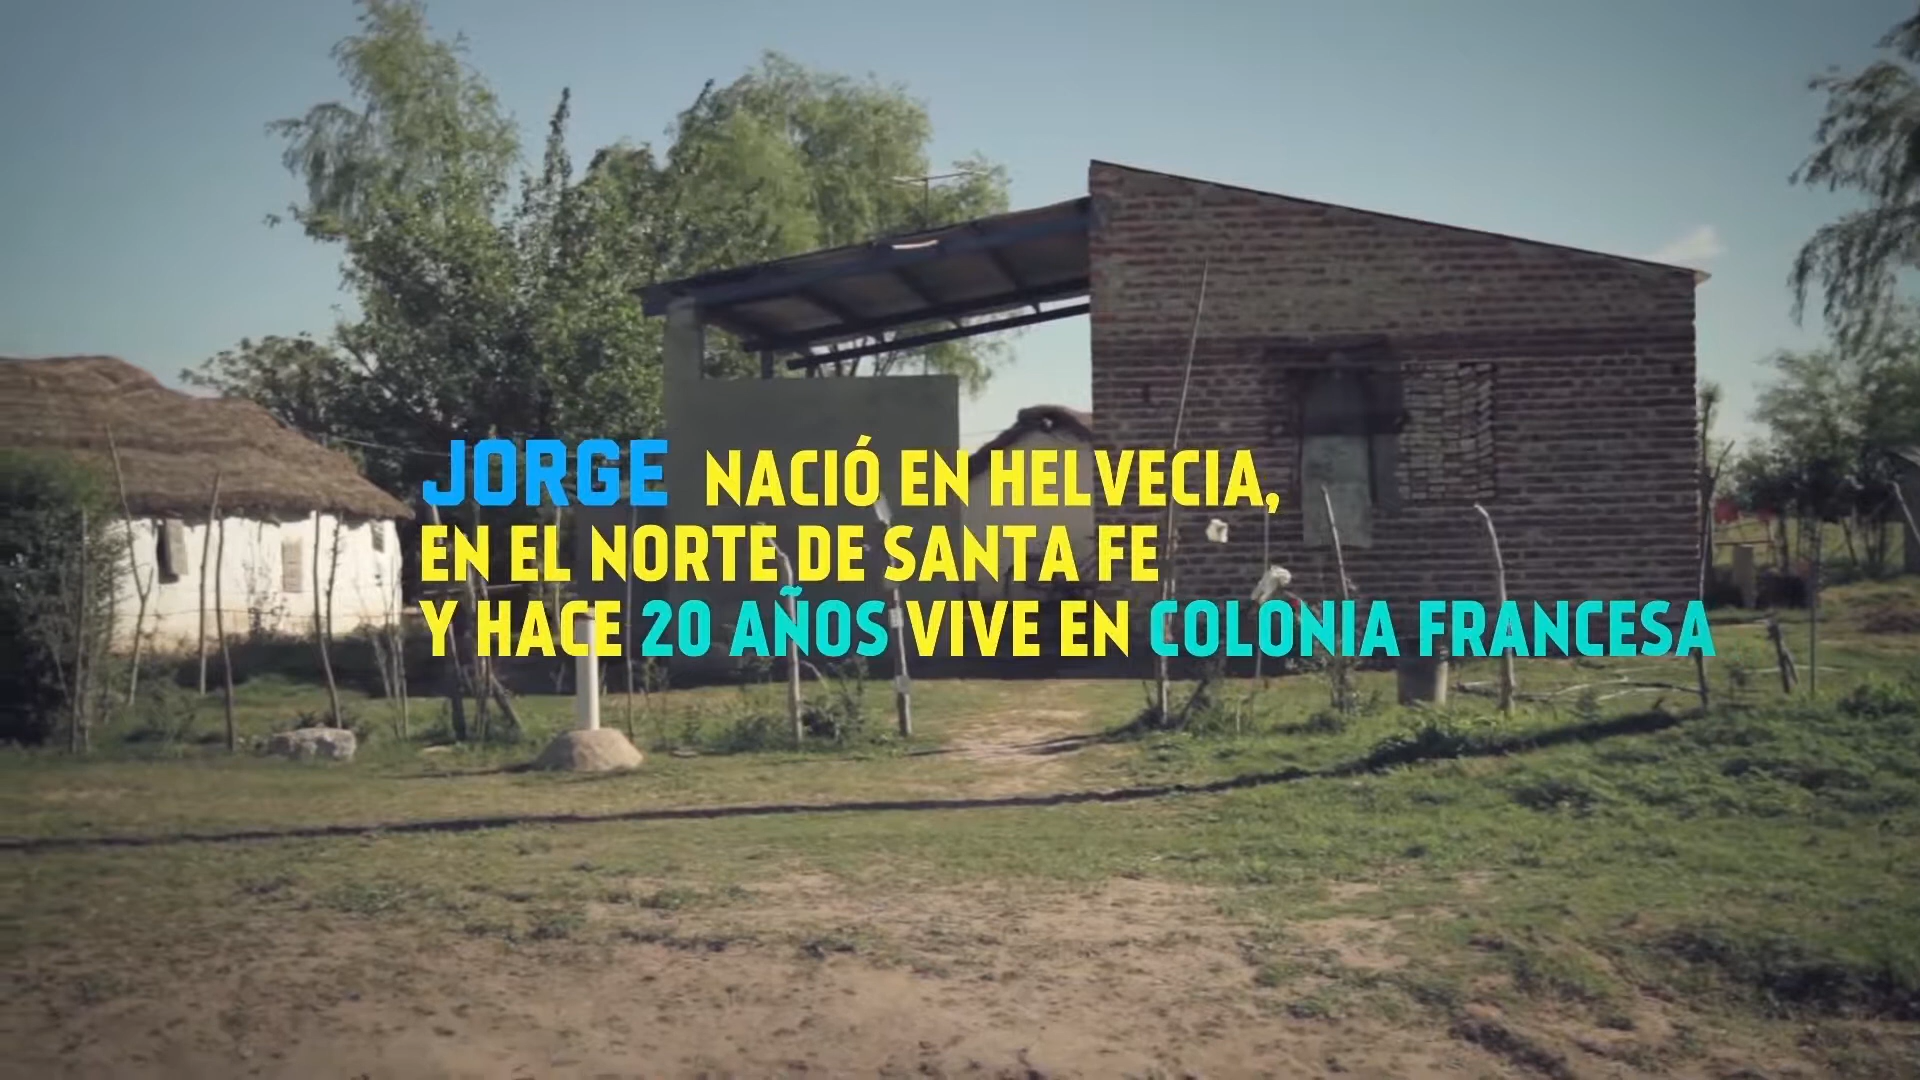 JORGE NACIÓ EN HELVECIA,
EN EL NORTE DE SANTA FE
Y HACE 20 AÑOS VIVE EN COLONIA FRANCESA